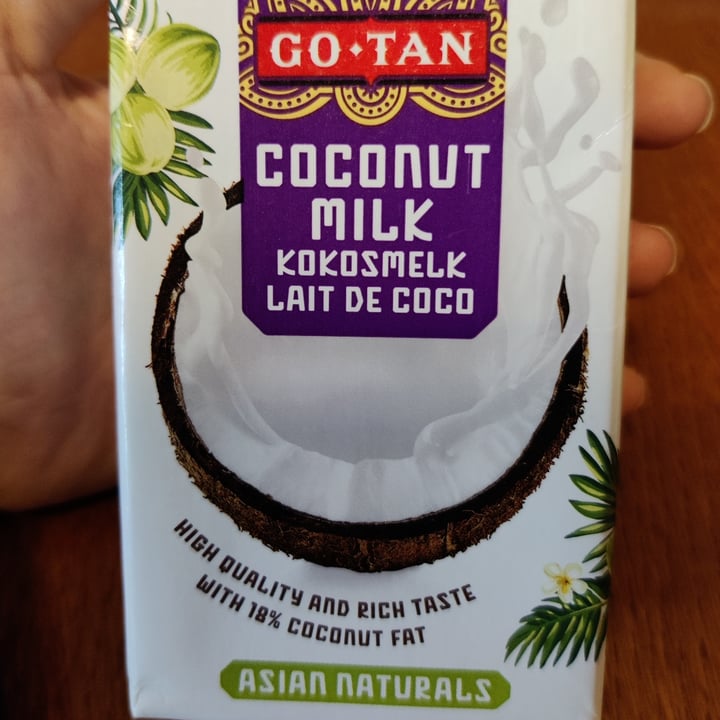 GO·TAN
COCONUT
MILK
KOKOSMELK
LAIT DE COCO
HIGH QUALITY AND RICH TASTE
WITH 18% COCONUT FAT
ASIAN NATURALS